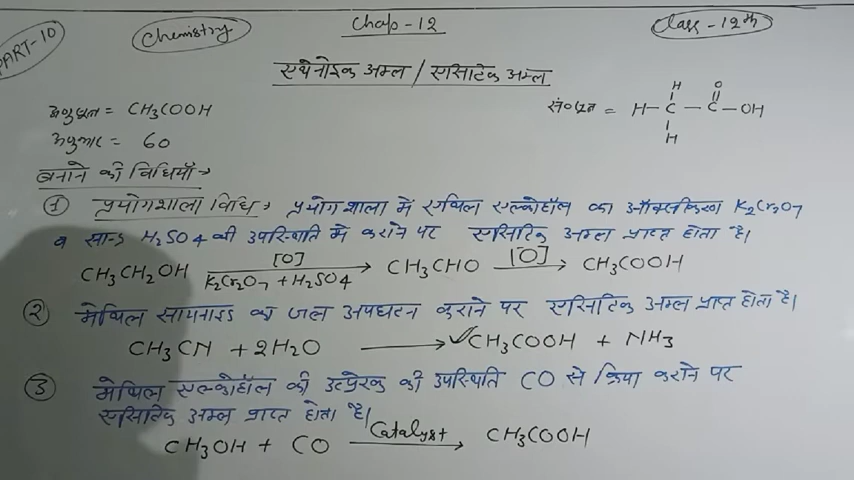 PART-10
Chemistry
Chap-12
Class-12th
एथेनोइक अम्ल / एसिटिक अम्ल
अणुसूत्र = CH3COOH
अणुभार = 60
सं०सूत्र = H-C-C-OH
H
O
H
बनाने की विधियाँ→
① प्रयोगशाला विधि→ प्रयोगशाला में एथिल एल्कोहॉल का ऑक्सीकरण K2Cr2O7
व सान्द्र H2SO4 की उपस्थिति में कराने पर एसिटिक अम्ल प्राप्त होता है।
CH3CH2OH [O] K2Cr2O7 + H2SO4 → CH3CHO [O] → CH3COOH
② मेथिल सायनाइड का जल अपघटन कराने पर एसिटिक अम्ल प्राप्त होता है।
CH3CN + 2H2O → ✓CH3COOH + NH3
③ मेथिल एल्कोहॉल की उत्प्रेरक की उपस्थिति CO से क्रिया कराने पर
एसिटिक अम्ल प्राप्त होता है।
CH3OH + CO Catalyst → CH3COOH